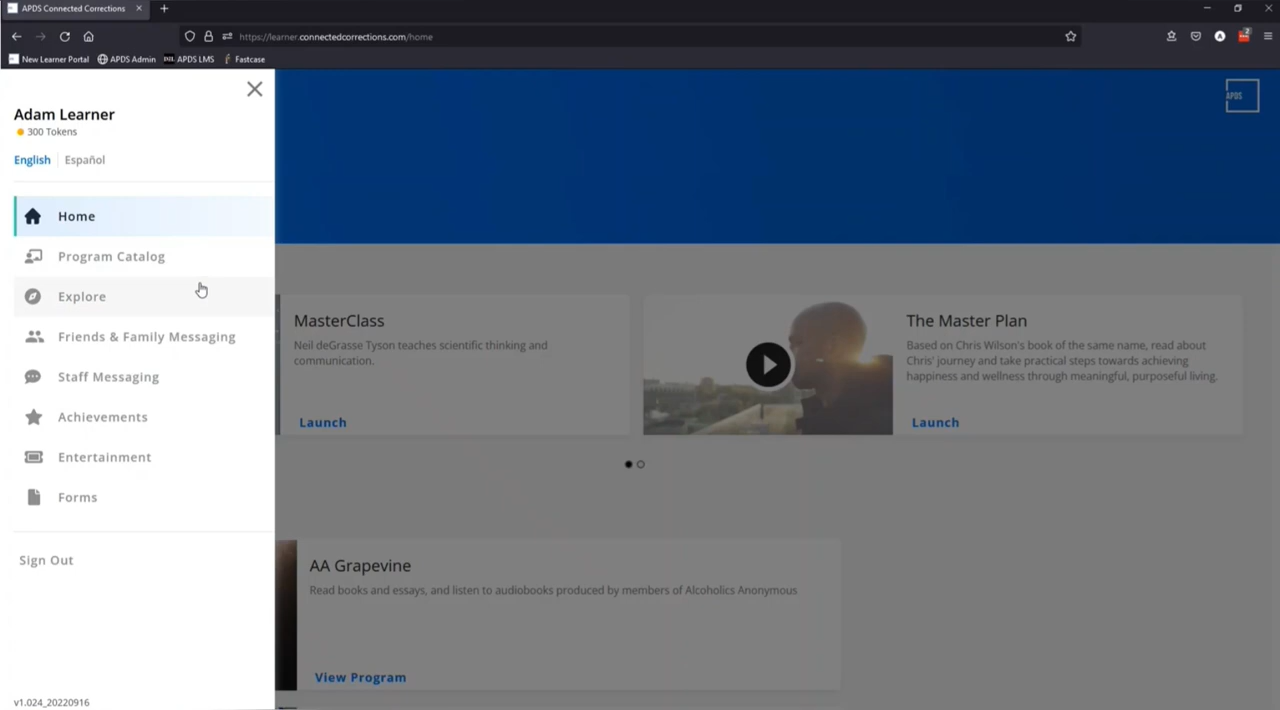 APDS Connected Corrections
https://learner.connectedcorrections.com/home
2
New Learner Portal
APDS Admin
APDS LMS
Fastcase
Adam Learner
300 Tokens
English
Español
Home
Program Catalog
Explore
Friends & Family Messaging
Staff Messaging
Achievements
Entertainment
Forms
Sign Out
v1.024_20220916
APDS
MasterClass
Neil deGrasse Tyson teaches scientific thinking and
communication.
Launch
The Master Plan
Based on Chris Wilson's book of the same name, read about
Chris' journey and take practical steps towards achieving
happiness and wellness through meaningful, purposeful living.
Launch
AA Grapevine
Read books and essays, and listen to audiobooks produced by members of Alcoholics Anonymous
View Program